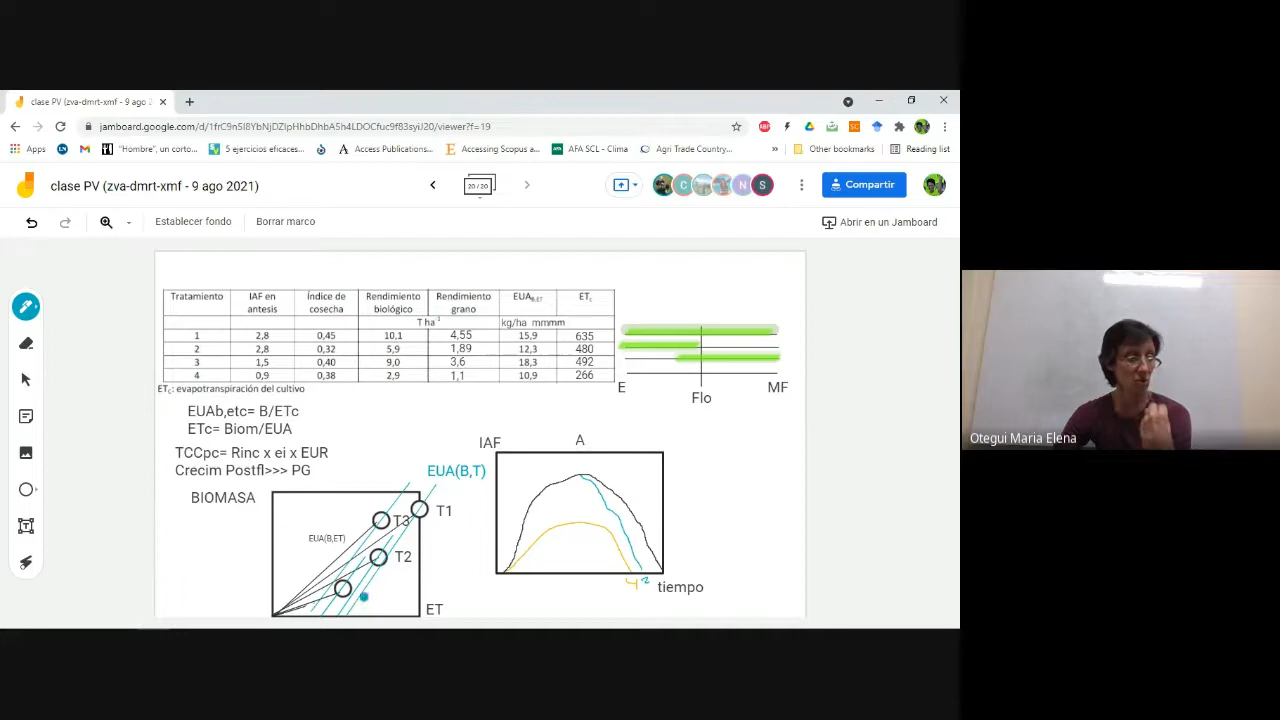 clase PV (zva-dmrt-xmf - 9 ago 2
Apps
"Hombre", un corto...
5 ejercicios eficaces...
Access Publications...
Accessing Scopus a...
AFA SCL - Clima
Agri Trade Country...
Other bookmarks
Reading list
clase PV (zva-dmrt-xmf - 9 ago 2021)
20 / 20
C
N
S
Compartir
Establecer fondo
Borrar marco
Abrir en un Jamboard
Tratamiento IAF en antesis Índice de cosecha Rendimiento biológico Rendimiento grano EUA B,ET ETc
T ha-1 kg/ha mmmm
1 2,8 0,45 10,1 4,55 15,9 635
2 2,8 0,32 5,9 1,89 12,3 480
3 1,5 0,40 9,0 3,6 18,3 492
4 0,9 0,38 2,9 1,1 10,9 266
ETc: evapotranspiración del cultivo
E
Flo
MF
EUAb,etc= B/ETc
ETc= Biom/EUA
TCCpc= Rinc x ei x EUR
Crecim Postfl>>> PG
BIOMASA
EUA(B,T)
EUA(B,ET)
T3
T1
T2
ET
IAF
A
4 2
tiempo
Otegui Maria Elena